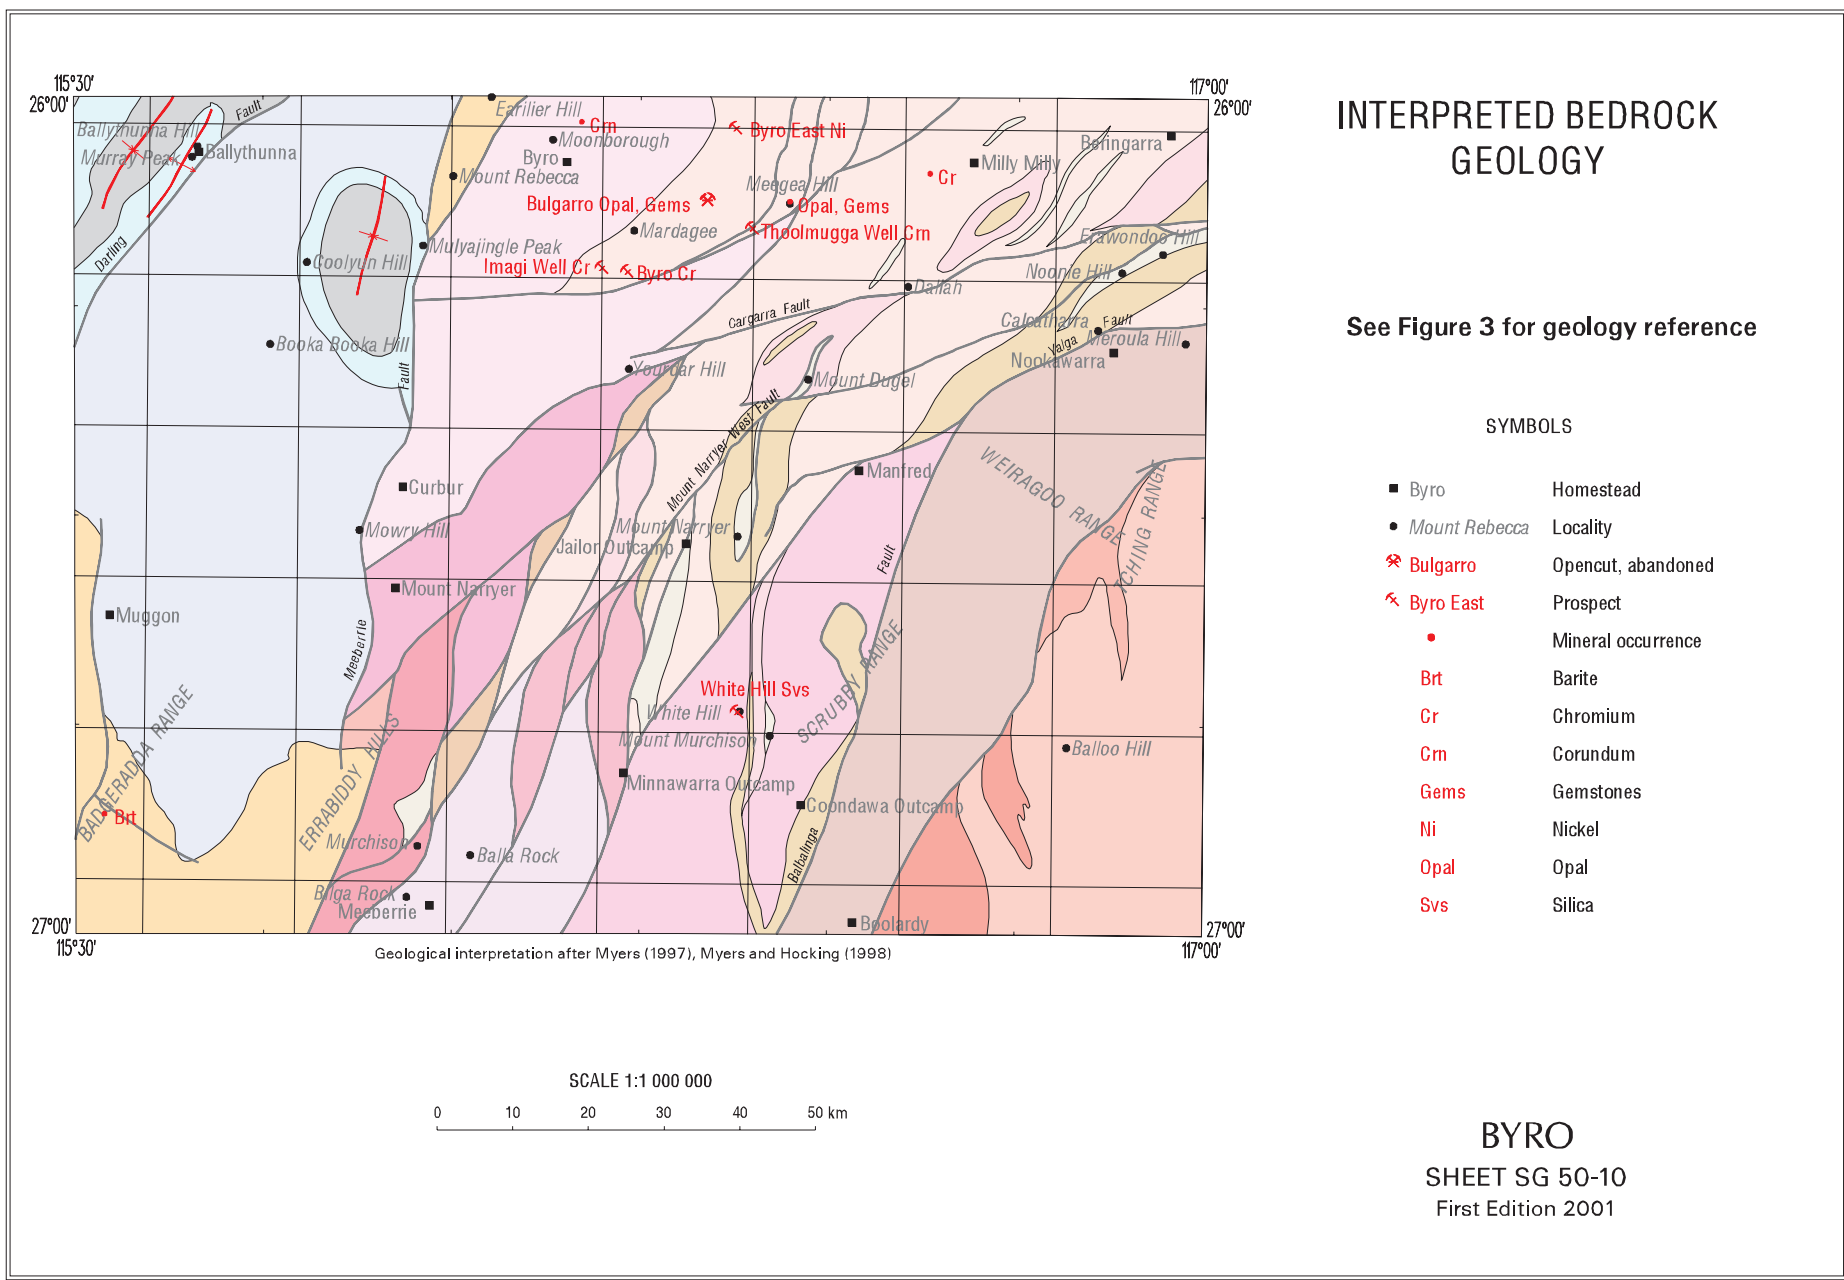 115°30'
26°00'
117°00'
26°00'
Ballythunna Hill
Fault
Murray Peak
Ballythunna
Darling
Earilier Hill
Crn
Moonborough
Byro
Mount Rebecca
Byro East Ni
Meegea Hill
Bulgarro Opal, Gems
Opal, Gems
Mardagee
Thoolmugga Well Crn
Cr
Milly Milly
Beringarra
Erawondoo Hill
Mulyajingle Peak
Coolyun Hill
Imagi Well Cr
Byro Cr
Noonie Hill
Dallah
Cargarra Fault
Calcatharra
Fault
Yalga
Meroula Hill
Nookawarra
Booka Booka Hill
Fault
Yourdar Hill
Mount Dugel
Mount Narryer West Fault
Manfred
WEIRAGOO RANGE
TCHING RANGE
Curbur
Mowry Hill
Mount Narryer
Jailor Outcamp
Fault
Mount Narryer
Muggon
Meeberrie
White Hill Svs
White Hill
Mount Murchison
SCRUBBY RANGE
Balloo Hill
BADGERADDA RANGE
ERRABIDDY HILLS
Minnawarra Outcamp
Coondawa Outcamp
Brt
Murchison
Balla Rock
Balbalinga
Bilga Rock
Meeberrie
Boolardy
27°00'
115°30'
27°00'
117°00'
Geological interpretation after Myers (1997), Myers and Hocking (1998)
SCALE 1:1 000 000
0 10 20 30 40 50 km
INTERPRETED BEDROCK
GEOLOGY
See Figure 3 for geology reference
SYMBOLS
Byro Homestead
Mount Rebecca Locality
Bulgarro Opencut, abandoned
Byro East Prospect
Mineral occurrence
Brt Barite
Cr Chromium
Crn Corundum
Gems Gemstones
Ni Nickel
Opal Opal
Svs Silica
BYRO
SHEET SG 50-10
First Edition 2001